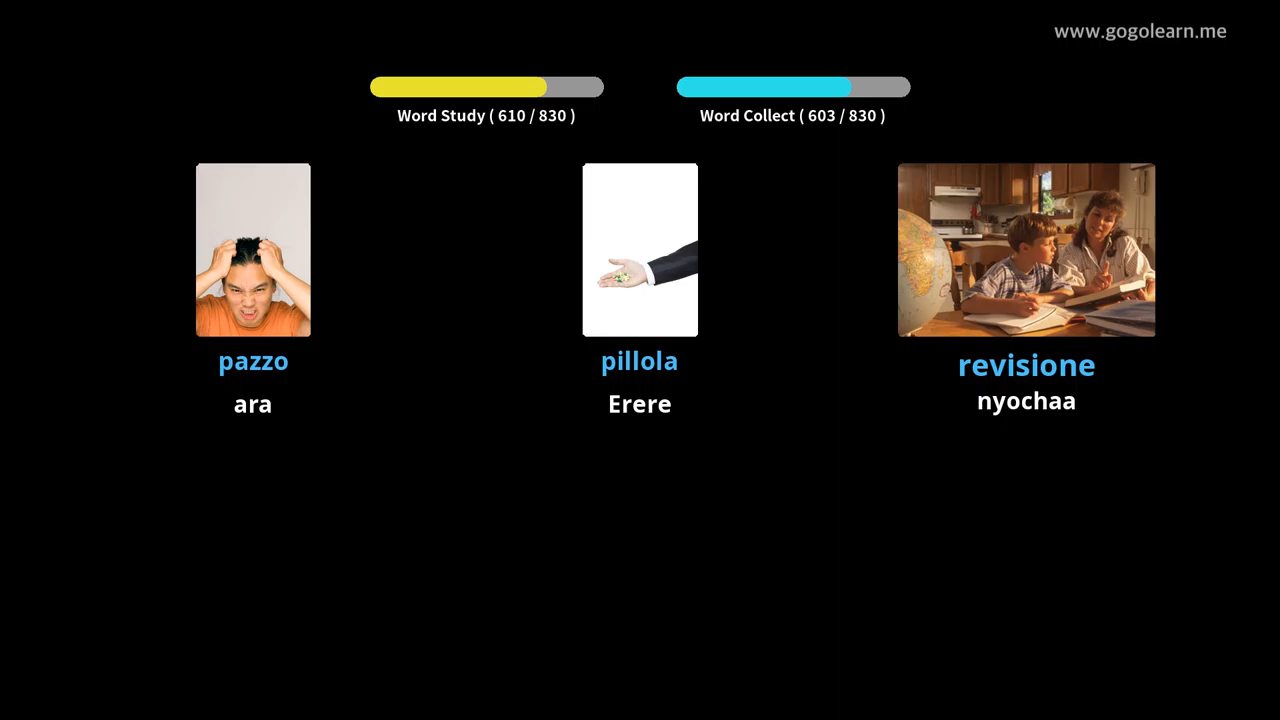 www.gogolearn.me
Word Study ( 610 / 830 )
Word Collect ( 603 / 830 )
pazzo
ara
pillola
Erere
revisione
nyochaa